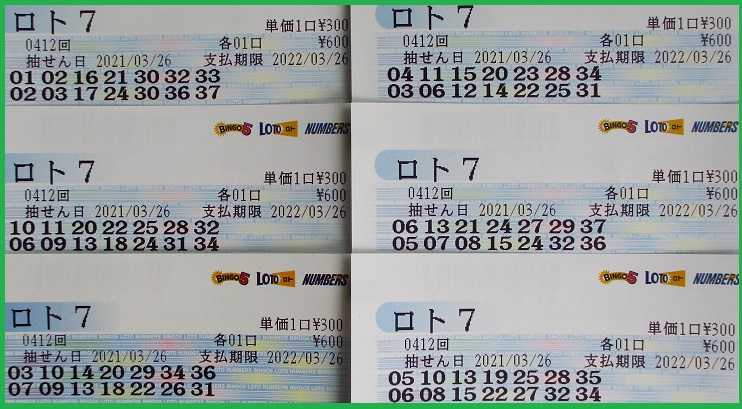 ロト7
単価1口¥300
0412回 各01口 ¥600
抽せん日 2021/03/26 支払期限 2022/03/26
01 02 16 21 30 32 33
02 03 17 24 30 36 37
ロト7
単価1口¥300
0412回 各01口 ¥600
抽せん日 2021/03/26 支払期限 2022/03/26
04 11 15 20 23 28 34
03 06 12 14 22 25 31
BINGO5 LOTO ロト NUMBERS
ロト7
単価1口¥300
0412回 各01口 ¥600
抽せん日 2021/03/26 支払期限 2022/03/26
10 11 20 22 25 28 32
06 09 13 18 24 31 34
BINGO5 LOTO ロト NUMBERS
ロト7
単価1口¥300
0412回 各01口 ¥600
抽せん日 2021/03/26 支払期限 2022/03/26
06 13 21 24 27 29 37
05 07 08 15 24 32 36
BINGO5 LOTO ロト NUMBERS
ロト7
単価1口¥300
0412回 各01口 ¥600
抽せん日 2021/03/26 支払期限 2022/03/26
03 10 14 20 29 34 36
07 09 13 18 22 26 31
BINGO5 LOTO ロト NUMBERS
ロト7
単価1口¥300
0412回 各01口 ¥600
抽せん日 2021/03/26 支払期限 2022/03/26
05 10 13 19 25 28 35
06 08 15 22 27 32 34